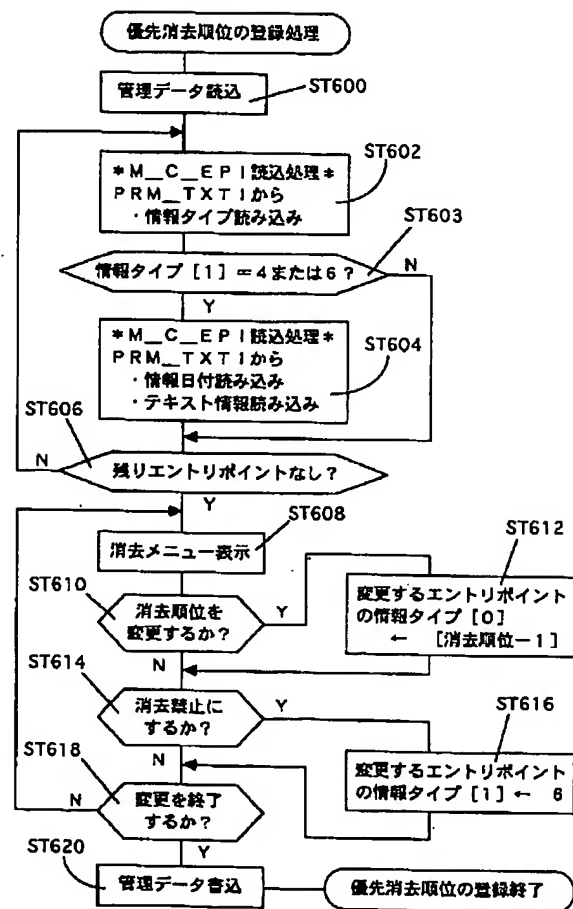 優先消去順位の登録処理
管理データ読込
ST600
ST602
*M__C__EPI読込処理*
PRM__TXTIから
・情報タイプ読み込み
ST603
情報タイプ[1]=4または6?
N
Y
*M__C__EPI読込処理*
PRM__TXTIから
・情報日付読み込み
・テキスト情報読み込み
ST604
ST606
N
残りエントリポイントなし?
Y
ST608
消去メニュー表示
ST612
ST610
消去順位を
変更するか?
Y
変更するエントリポイント
の情報タイプ[0]
← [消去順位-1]
N
ST614
消去禁止に
するか?
Y
ST616
N
変更するエントリポイント
の情報タイプ[1]← 6
ST618
N
変更を終了
するか?
Y
ST620
管理データ書込
優先消去順位の登録終了